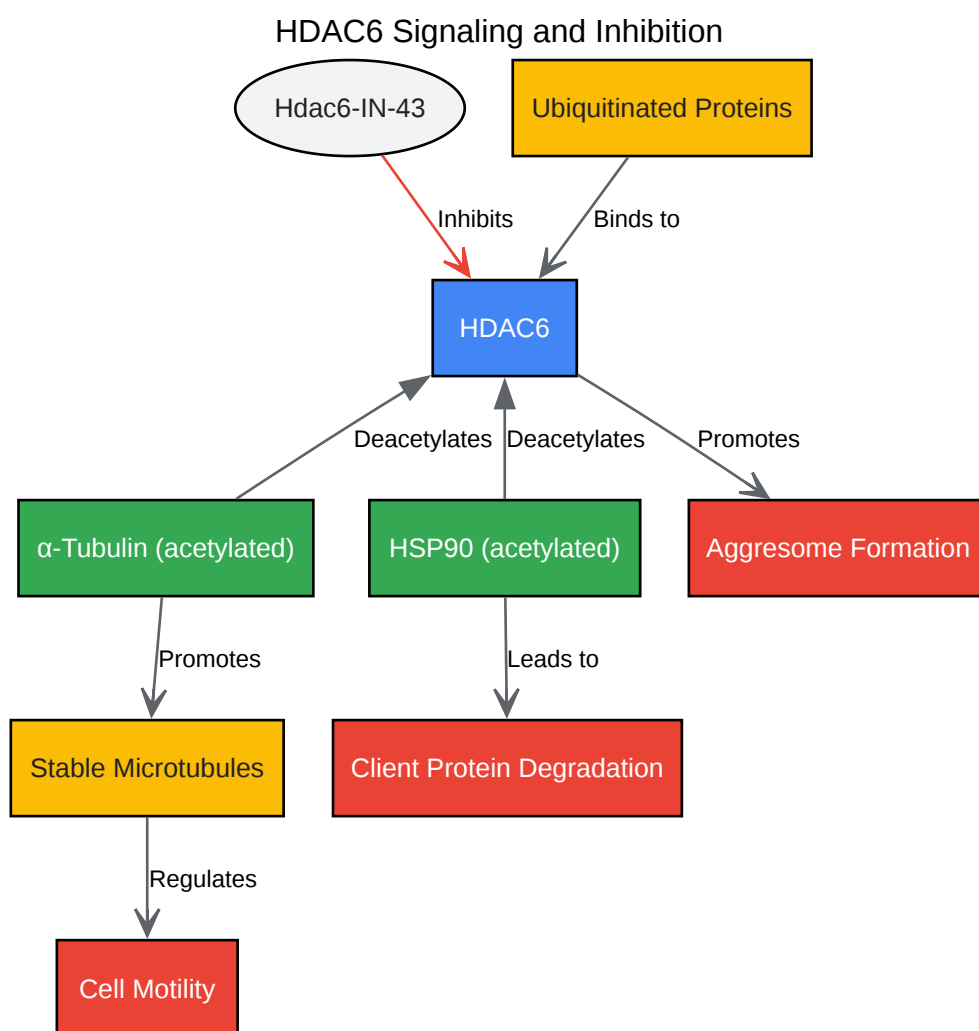 HDAC6 Signaling and Inhibition
Hdac6-IN-43
Ubiquitinated Proteins
Inhibits
Binds to
HDAC6
Deacetylates
Deacetylates
Promotes
α-Tubulin (acetylated)
HSP90 (acetylated)
Aggresome Formation
Promotes
Leads to
Stable Microtubules
Client Protein Degradation
Regulates
Cell Motility